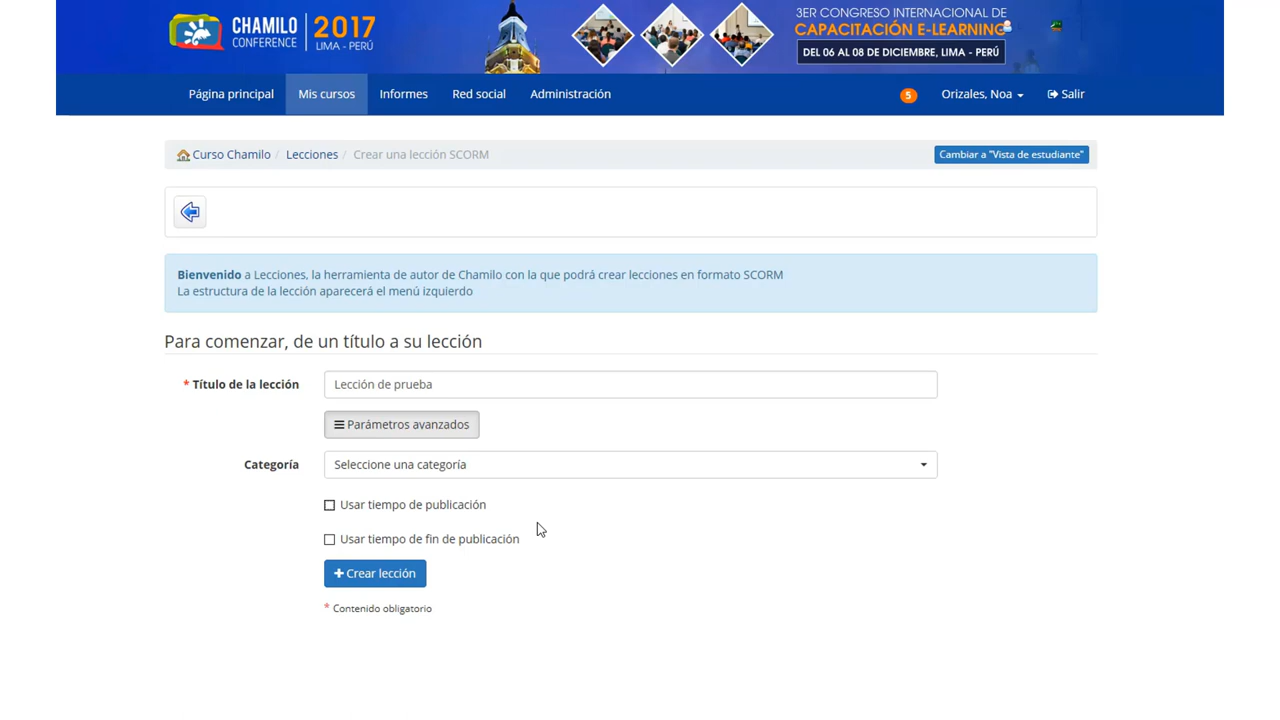 CHAMILO
CONFERENCE
2017
LIMA - PERÚ
3ER CONGRESO INTERNACIONAL DE
CAPACITACIÓN E-LEARNING
DEL 06 AL 08 DE DICIEMBRE, LIMA - PERÚ
Página principal Mis cursos Informes Red social Administración 5 Orizales, Noa Salir
Curso Chamilo / Lecciones / Crear una lección SCORM Cambiar a "Vista de estudiante"
Bienvenido a Lecciones, la herramienta de autor de Chamilo con la que podrá crear lecciones en formato SCORM
La estructura de la lección aparecerá el menú izquierdo
Para comenzar, de un título a su lección
* Título de la lección Lección de prueba
Parámetros avanzados
Categoría Seleccione una categoría
Usar tiempo de publicación
Usar tiempo de fin de publicación
+ Crear lección
* Contenido obligatorio